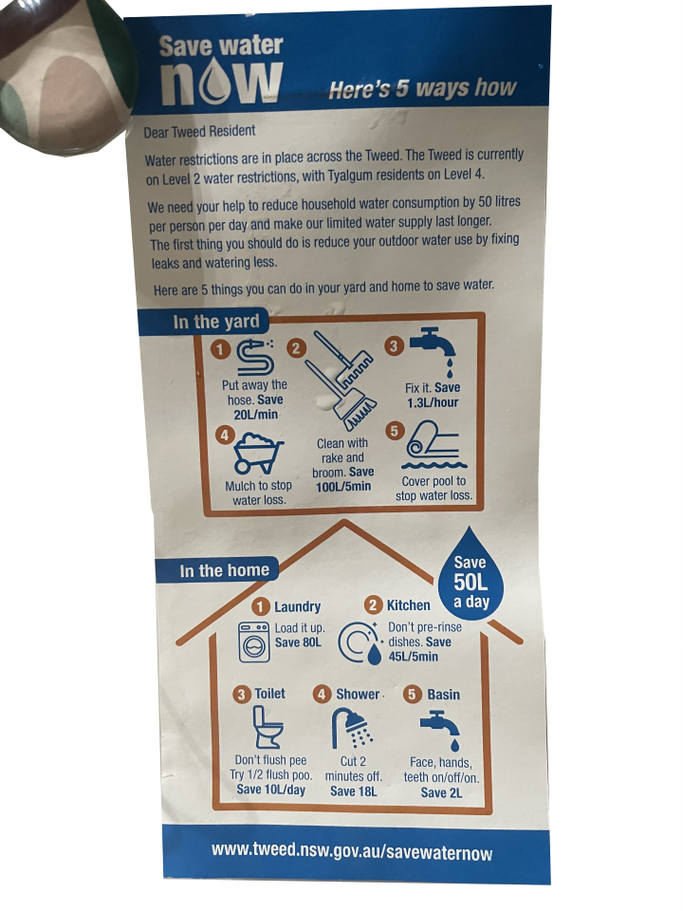 Save water
now
Here's 5 ways how
Dear Tweed Resident
Water restrictions are in place across the Tweed. The Tweed is currently
on Level 2 water restrictions, with Tyalgum residents on Level 4.
We need your help to reduce household water consumption by 50 litres
per person per day and make our limited water supply last longer.
The first thing you should do is reduce your outdoor water use by fixing
leaks and watering less.
Here are 5 things you can do in your yard and home to save water.
In the yard
1
Put away the
hose. Save
20L/min
2
Clean with
rake and
broom. Save
100L/5min
3
Fix it. Save
1.3L/hour
4
Mulch to stop
water loss.
5
Cover pool to
stop water loss.
In the home
Save
50L
a day
1 Laundry
Load it up.
Save 80L
2 Kitchen
Don't pre-rinse
dishes. Save
45L/5min
3 Toilet
Don't flush pee
Try 1/2 flush poo.
Save 10L/day
4 Shower
Cut 2
minutes off.
Save 18L
5 Basin
Face, hands,
teeth on/off/on.
Save 2L
www.tweed.nsw.gov.au/savewaternow